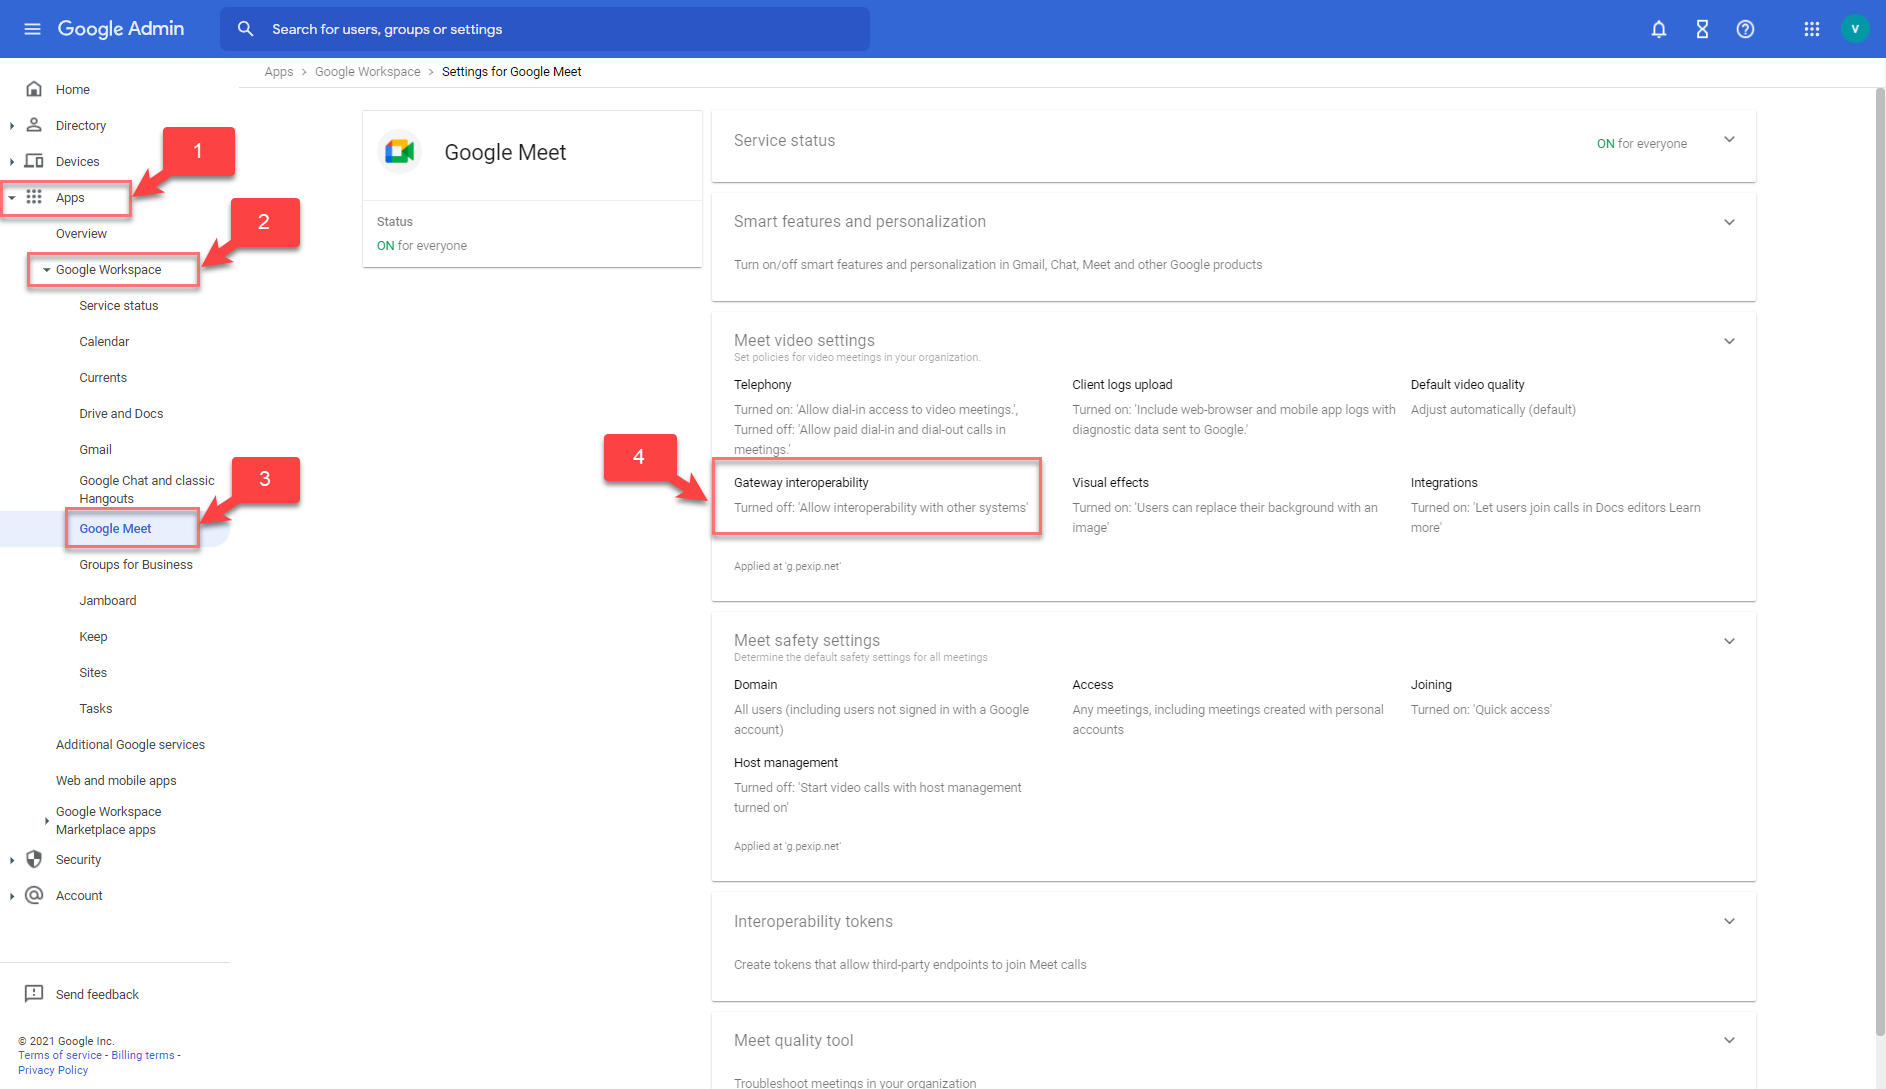 Google Admin
Search for users, groups or settings
V
Apps > Google Workspace > Settings for Google Meet
Home
Directory
Devices
1
Apps
Overview
2
Google Workspace
Service status
Calendar
Currents
Drive and Docs
Gmail
Google Chat and classic
Hangouts
3
Google Meet
Groups for Business
Jamboard
Keep
Sites
Tasks
Additional Google services
Web and mobile apps
Google Workspace
Marketplace apps
Security
Account
Send feedback
© 2021 Google Inc.
Terms of service - Billing terms -
Privacy Policy
Google Meet
Status
ON for everyone
Service status
ON for everyone
Smart features and personalization
Turn on/off smart features and personalization in Gmail, Chat, Meet and other Google products
Meet video settings
Set policies for video meetings in your organization.
Telephony
Turned on: 'Allow dial-in access to video meetings.',
Turned off: 'Allow paid dial-in and dial-out calls in
meetings.'
Client logs upload
Turned on: 'Include web-browser and mobile app logs with
diagnostic data sent to Google.'
Default video quality
Adjust automatically (default)
4
Gateway interoperability
Turned off: 'Allow interoperability with other systems'
Visual effects
Turned on: 'Users can replace their background with an
image'
Integrations
Turned on: 'Let users join calls in Docs editors Learn
more'
Applied at 'g.pexip.net'
Meet safety settings
Determine the default safety settings for all meetings
Domain
All users (including users not signed in with a Google
account)
Access
Any meetings, including meetings created with personal
accounts
Joining
Turned on: 'Quick access'
Host management
Turned off: 'Start video calls with host management
turned on'
Applied at 'g.pexip.net'
Interoperability tokens
Create tokens that allow third-party endpoints to join Meet calls
Meet quality tool
Troubleshoot meetings in your organization